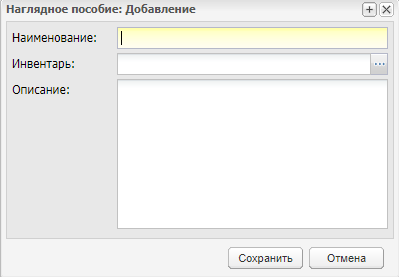 Наглядное пособие: Добавление
Наименование:
Инвентарь:
Описание:
Сохранить Отмена